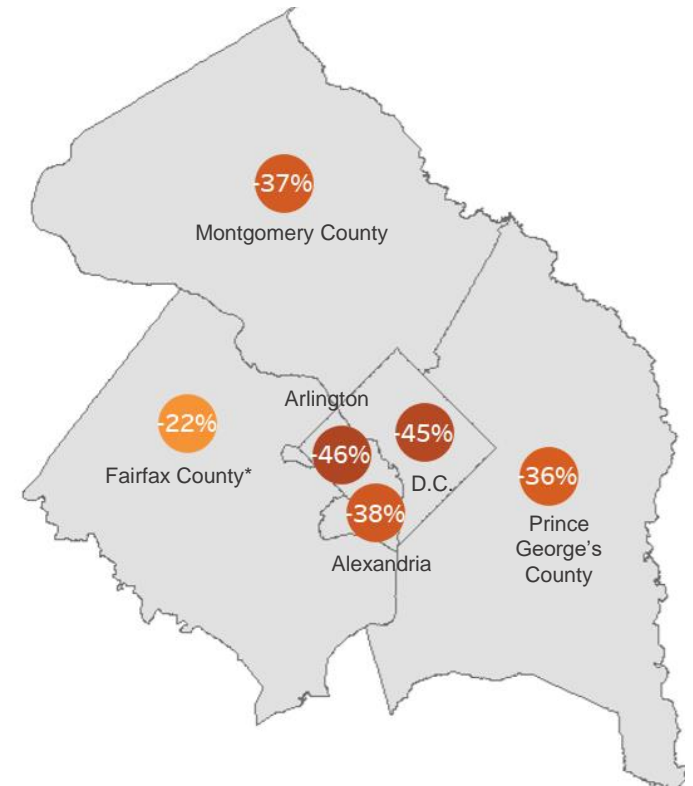 -37%
Montgomery County
Arlington
-22%
-45%
-46%
Fairfax County*
D.C.
-36%
-38%
Prince
George's
County
Alexandria